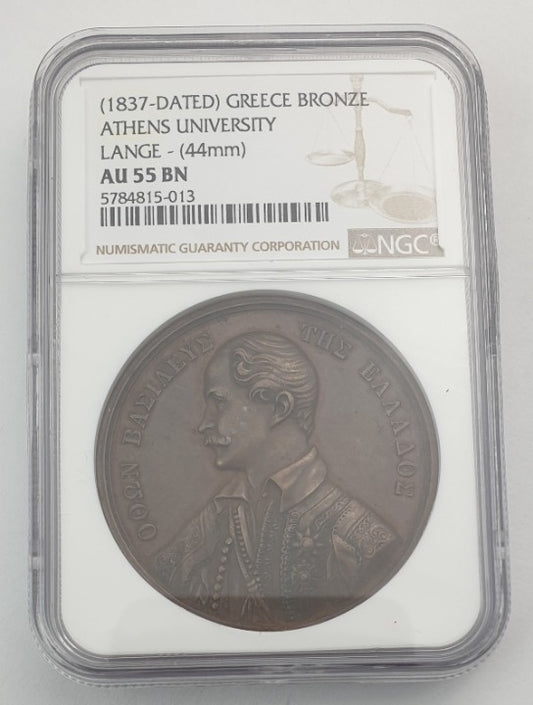 (1837-DATED) GREECE BRONZE
ATHENS UNIVERSITY
LANGE - (44mm)
AU 55 BN
5784815-013
NUMISMATIC GUARANTY CORPORATION
NGC®
ΟΘΩΝ ΒΑΣΙΛΕΥΣ ΤΗΣ ΕΛΛΑΔΟΣ